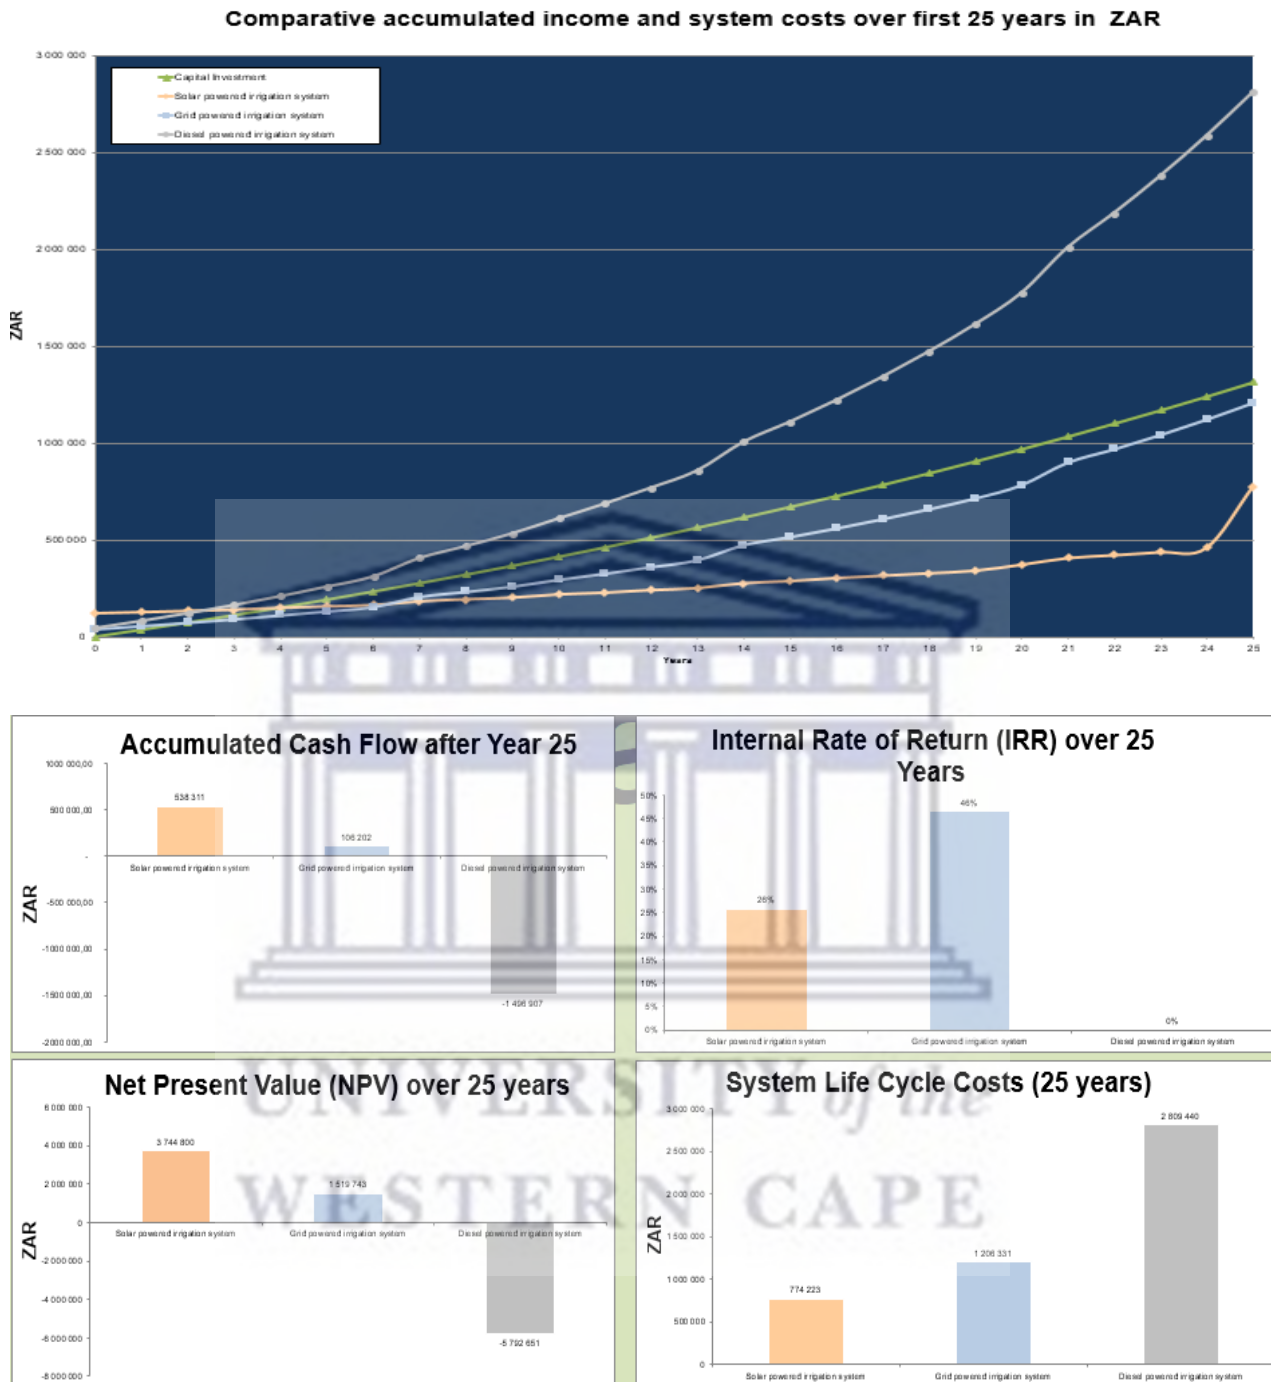 Comparative accumulated income and system costs over first 25 years in ZAR
3 000 000
Capital Investment
Solar powered irrigation system
Grid powered irrigation system
Diesel powered irrigation system
2 500 000
2 000 000
ZAR
1 500 000
1 000 000
500 000
0
0 1 2 3 4 5 6 7 8 9 10 11 12 13 14 15 16 17 18 19 20 21 22 23 24 25
Years
Accumulated Cash Flow after Year 25
1000 000,00
500 000,00
-
-500 000,00
-1000 000,00
-1500 000,00
-2000 000,00
ZAR
538 311
106 202
-1 496 907
Solar powered irrigation system
Grid powered irrigation system
Diesel powered irrigation system
Internal Rate of Return (IRR) over 25
Years
50%
45%
40%
35%
30%
25%
20%
15%
10%
5%
0%
26%
46%
0%
Solar powered irrigation system
Grid powered irrigation system
Diesel powered irrigation system
Net Present Value (NPV) over 25 years
6 000 000
4 000 000
2 000 000
0
-2 000 000
-4 000 000
-6 000 000
-8 000 000
ZAR
3 744 800
1 519 743
-5 792 651
Solar powered irrigation system
Grid powered irrigation system
Diesel powered irrigation system
System Life Cycle Costs (25 years)
3 000 000
2 500 000
2 000 000
1 500 000
1 000 000
500 000
0
ZAR
774 223
1 206 331
2 809 440
Solar powered irrigation system
Grid powered irrigation system
Diesel powered irrigation system
UNIVERSITY of the
WESTERN CAPE